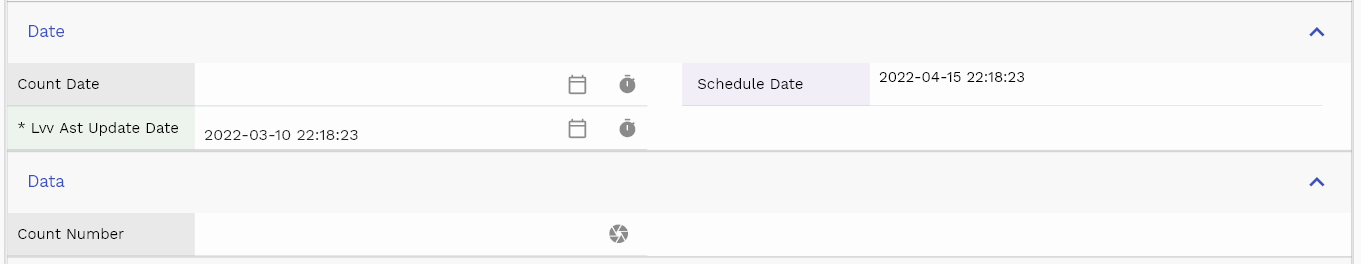 Date
Count Date
Schedule Date 2022-04-15 22:18:23
* Lvv Ast Update Date 2022-03-10 22:18:23
Data
Count Number